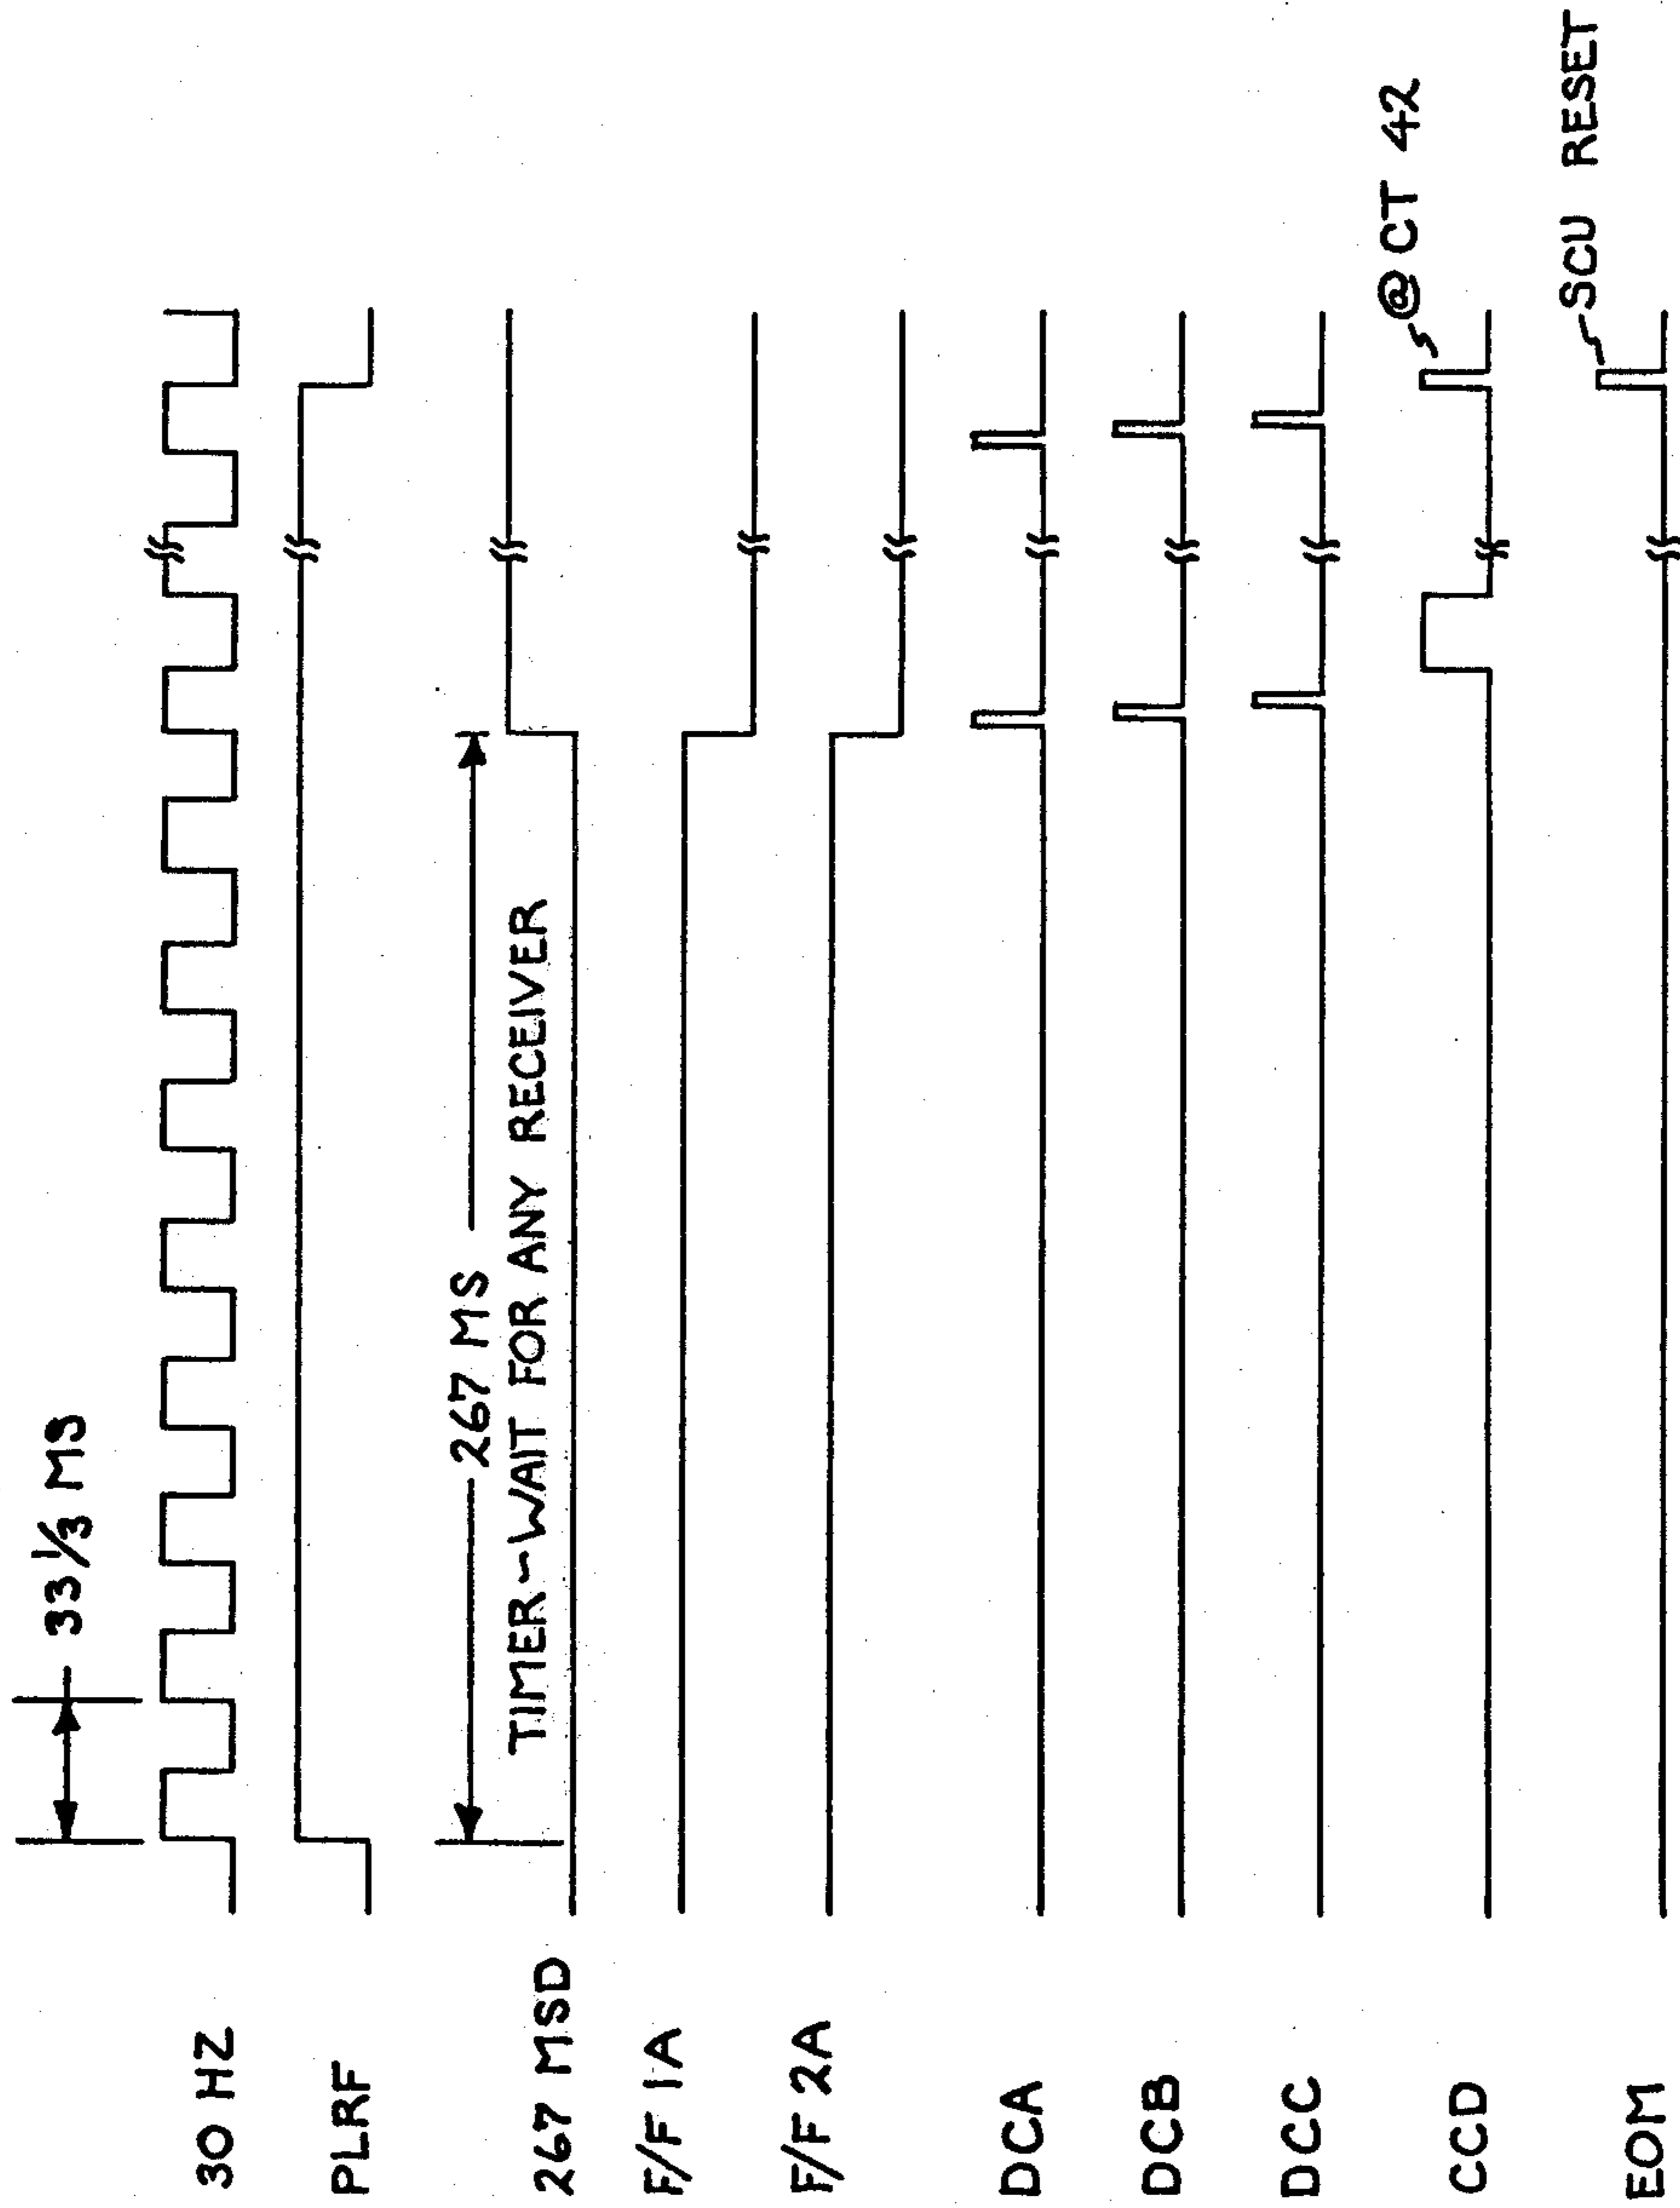 33 1/3 MS
30 HZ
PLRF
267 MS
TIMER~WAIT FOR ANY RECEIVER
267 MSD
F/F 1A
F/F 2A
DCA
DCB
DCC
@ CT 42
CCD
SCU RESET
EOM